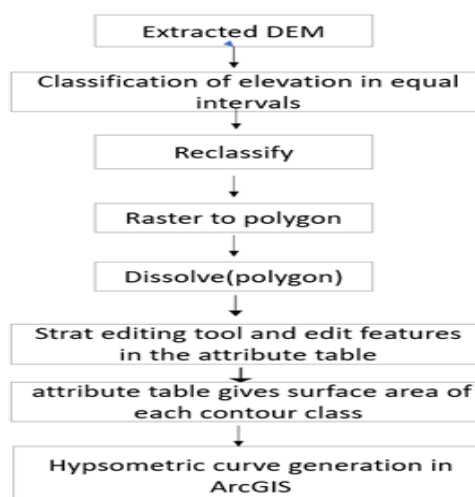 Extracted DEM
Classification of elevation in equal
intervals
Reclassify
Raster to polygon
Dissolve(polygon)
Strat editing tool and edit features
in the attribute table
attribute table gives surface area of
each contour class
Hypsometric curve generation in
ArcGIS